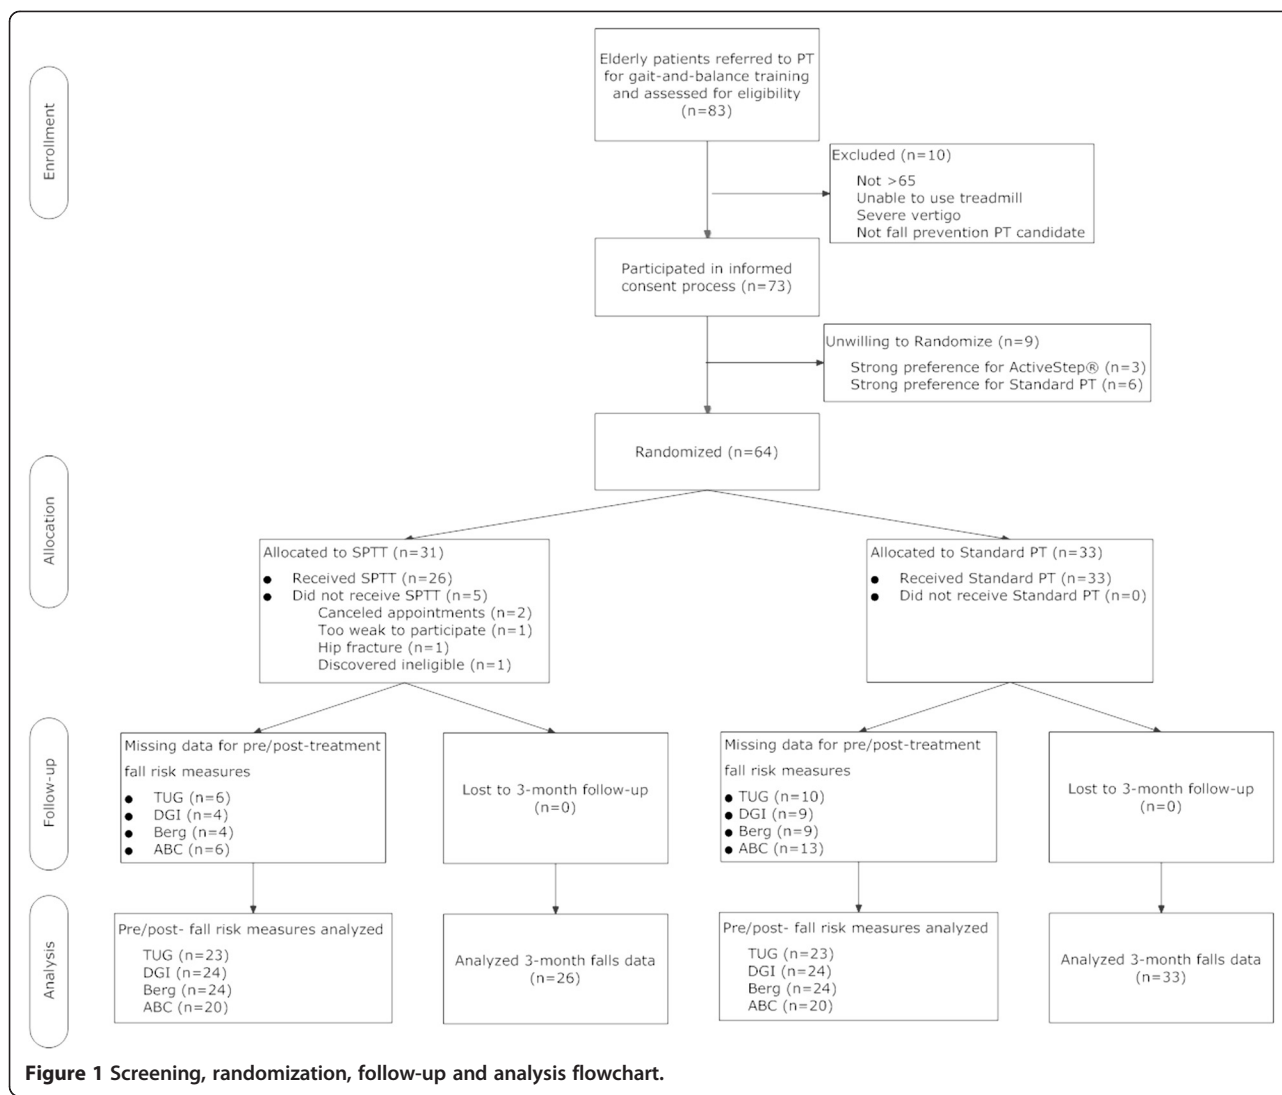 Enrollment
Elderly patients referred to PT
for gait-and-balance training
and assessed for eligibility
(n=83)
Excluded (n=10)
Not >65
Unable to use treadmill
Severe vertigo
Not fall prevention PT candidate
Participated in informed
consent process (n=73)
Unwilling to Randomize (n=9)
Strong preference for ActiveStep® (n=3)
Strong preference for Standard PT (n=6)
Randomized (n=64)
Allocation
Allocated to SPTT (n=31)
● Received SPTT (n=26)
● Did not receive SPTT (n=5)
Canceled appointments (n=2)
Too weak to participate (n=1)
Hip fracture (n=1)
Discovered ineligible (n=1)
Allocated to Standard PT (n=33)
● Received Standard PT (n=33)
● Did not receive Standard PT (n=0)
Follow-up
Missing data for pre/post-treatment
fall risk measures
● TUG (n=6)
● DGI (n=4)
● Berg (n=4)
● ABC (n=6)
Lost to 3-month follow-up
(n=0)
Missing data for pre/post-treatment
fall risk measures
● TUG (n=10)
● DGI (n=9)
● Berg (n=9)
● ABC (n=13)
Lost to 3-month follow-up
(n=0)
Analysis
Pre/post- fall risk measures analyzed
TUG (n=23)
DGI (n=24)
Berg (n=24)
ABC (n=20)
Analyzed 3-month falls data
(n=26)
Pre/post- fall risk measures analyzed
TUG (n=23)
DGI (n=24)
Berg (n=24)
ABC (n=20)
Analyzed 3-month falls data
(n=33)
Figure 1 Screening, randomization, follow-up and analysis flowchart.